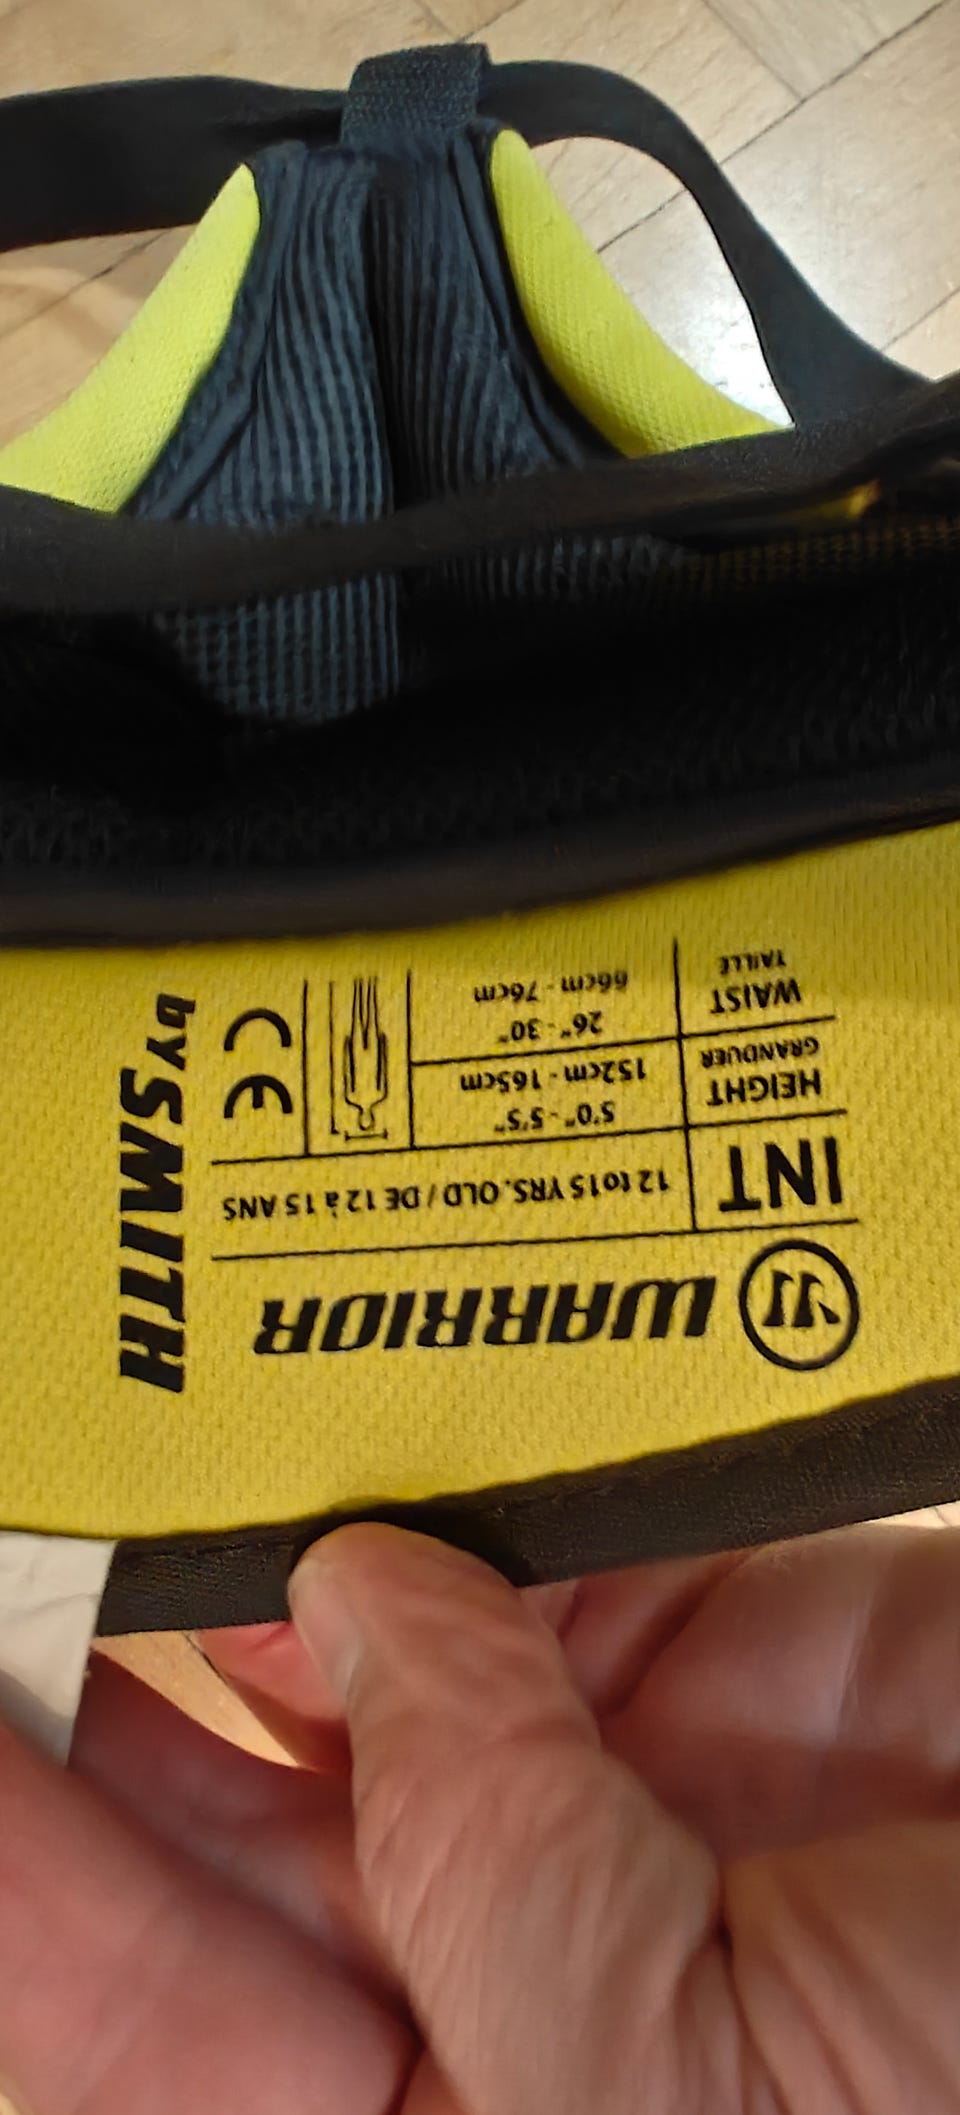 WARRIOR
INT
12 to 15 YRS. OLD / DE 12 à 15 ANS
HEIGHT
GRANDUER
5'0" - 5'5"
152cm - 165cm
WAIST
TAILLE
26" - 30"
66cm - 76cm
CE
by SMITH